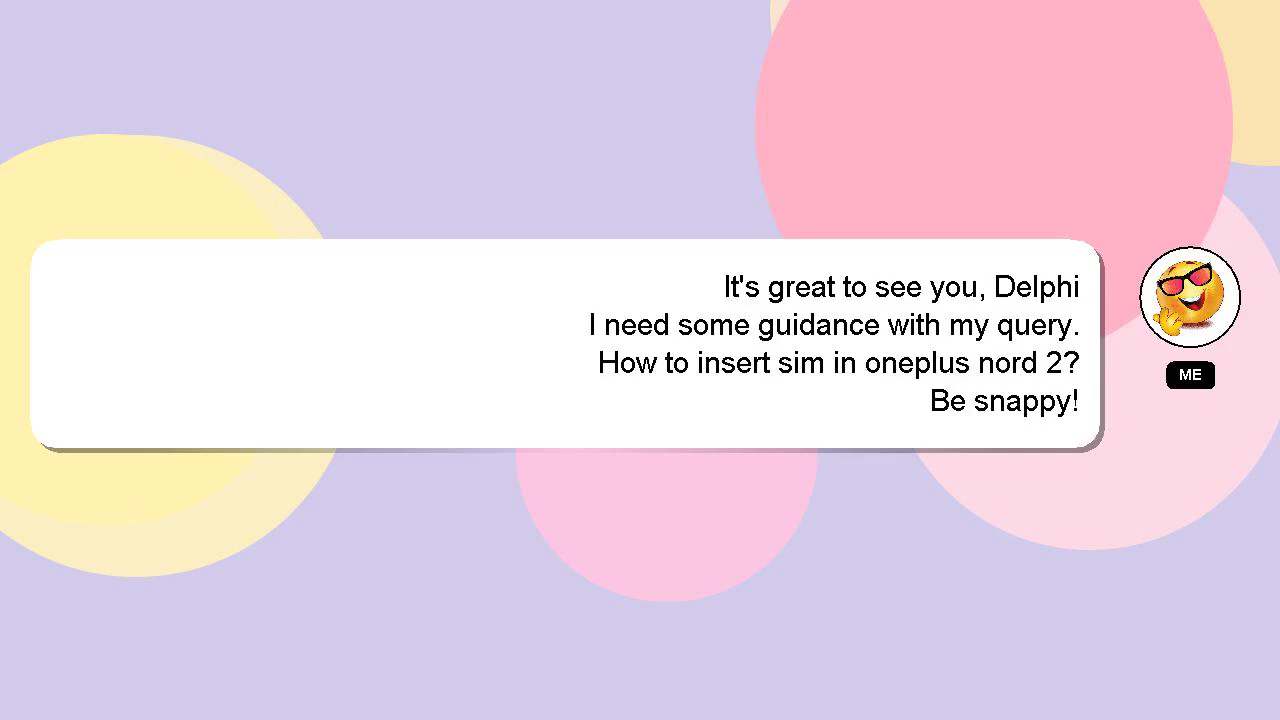 It's great to see you, Delphi
I need some guidance with my query.
How to insert sim in oneplus nord 2?
Be snappy!
ME